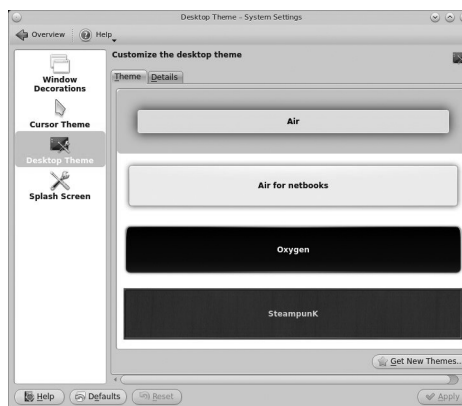 Desktop Theme – System Settings
Overview
Help
Customize the desktop theme
Theme
Details
Window
Decorations
Cursor Theme
Desktop Theme
Splash Screen
Air
Air for netbooks
Oxygen
SteampunK
Get New Themes...
Help
Defaults
Reset
Apply